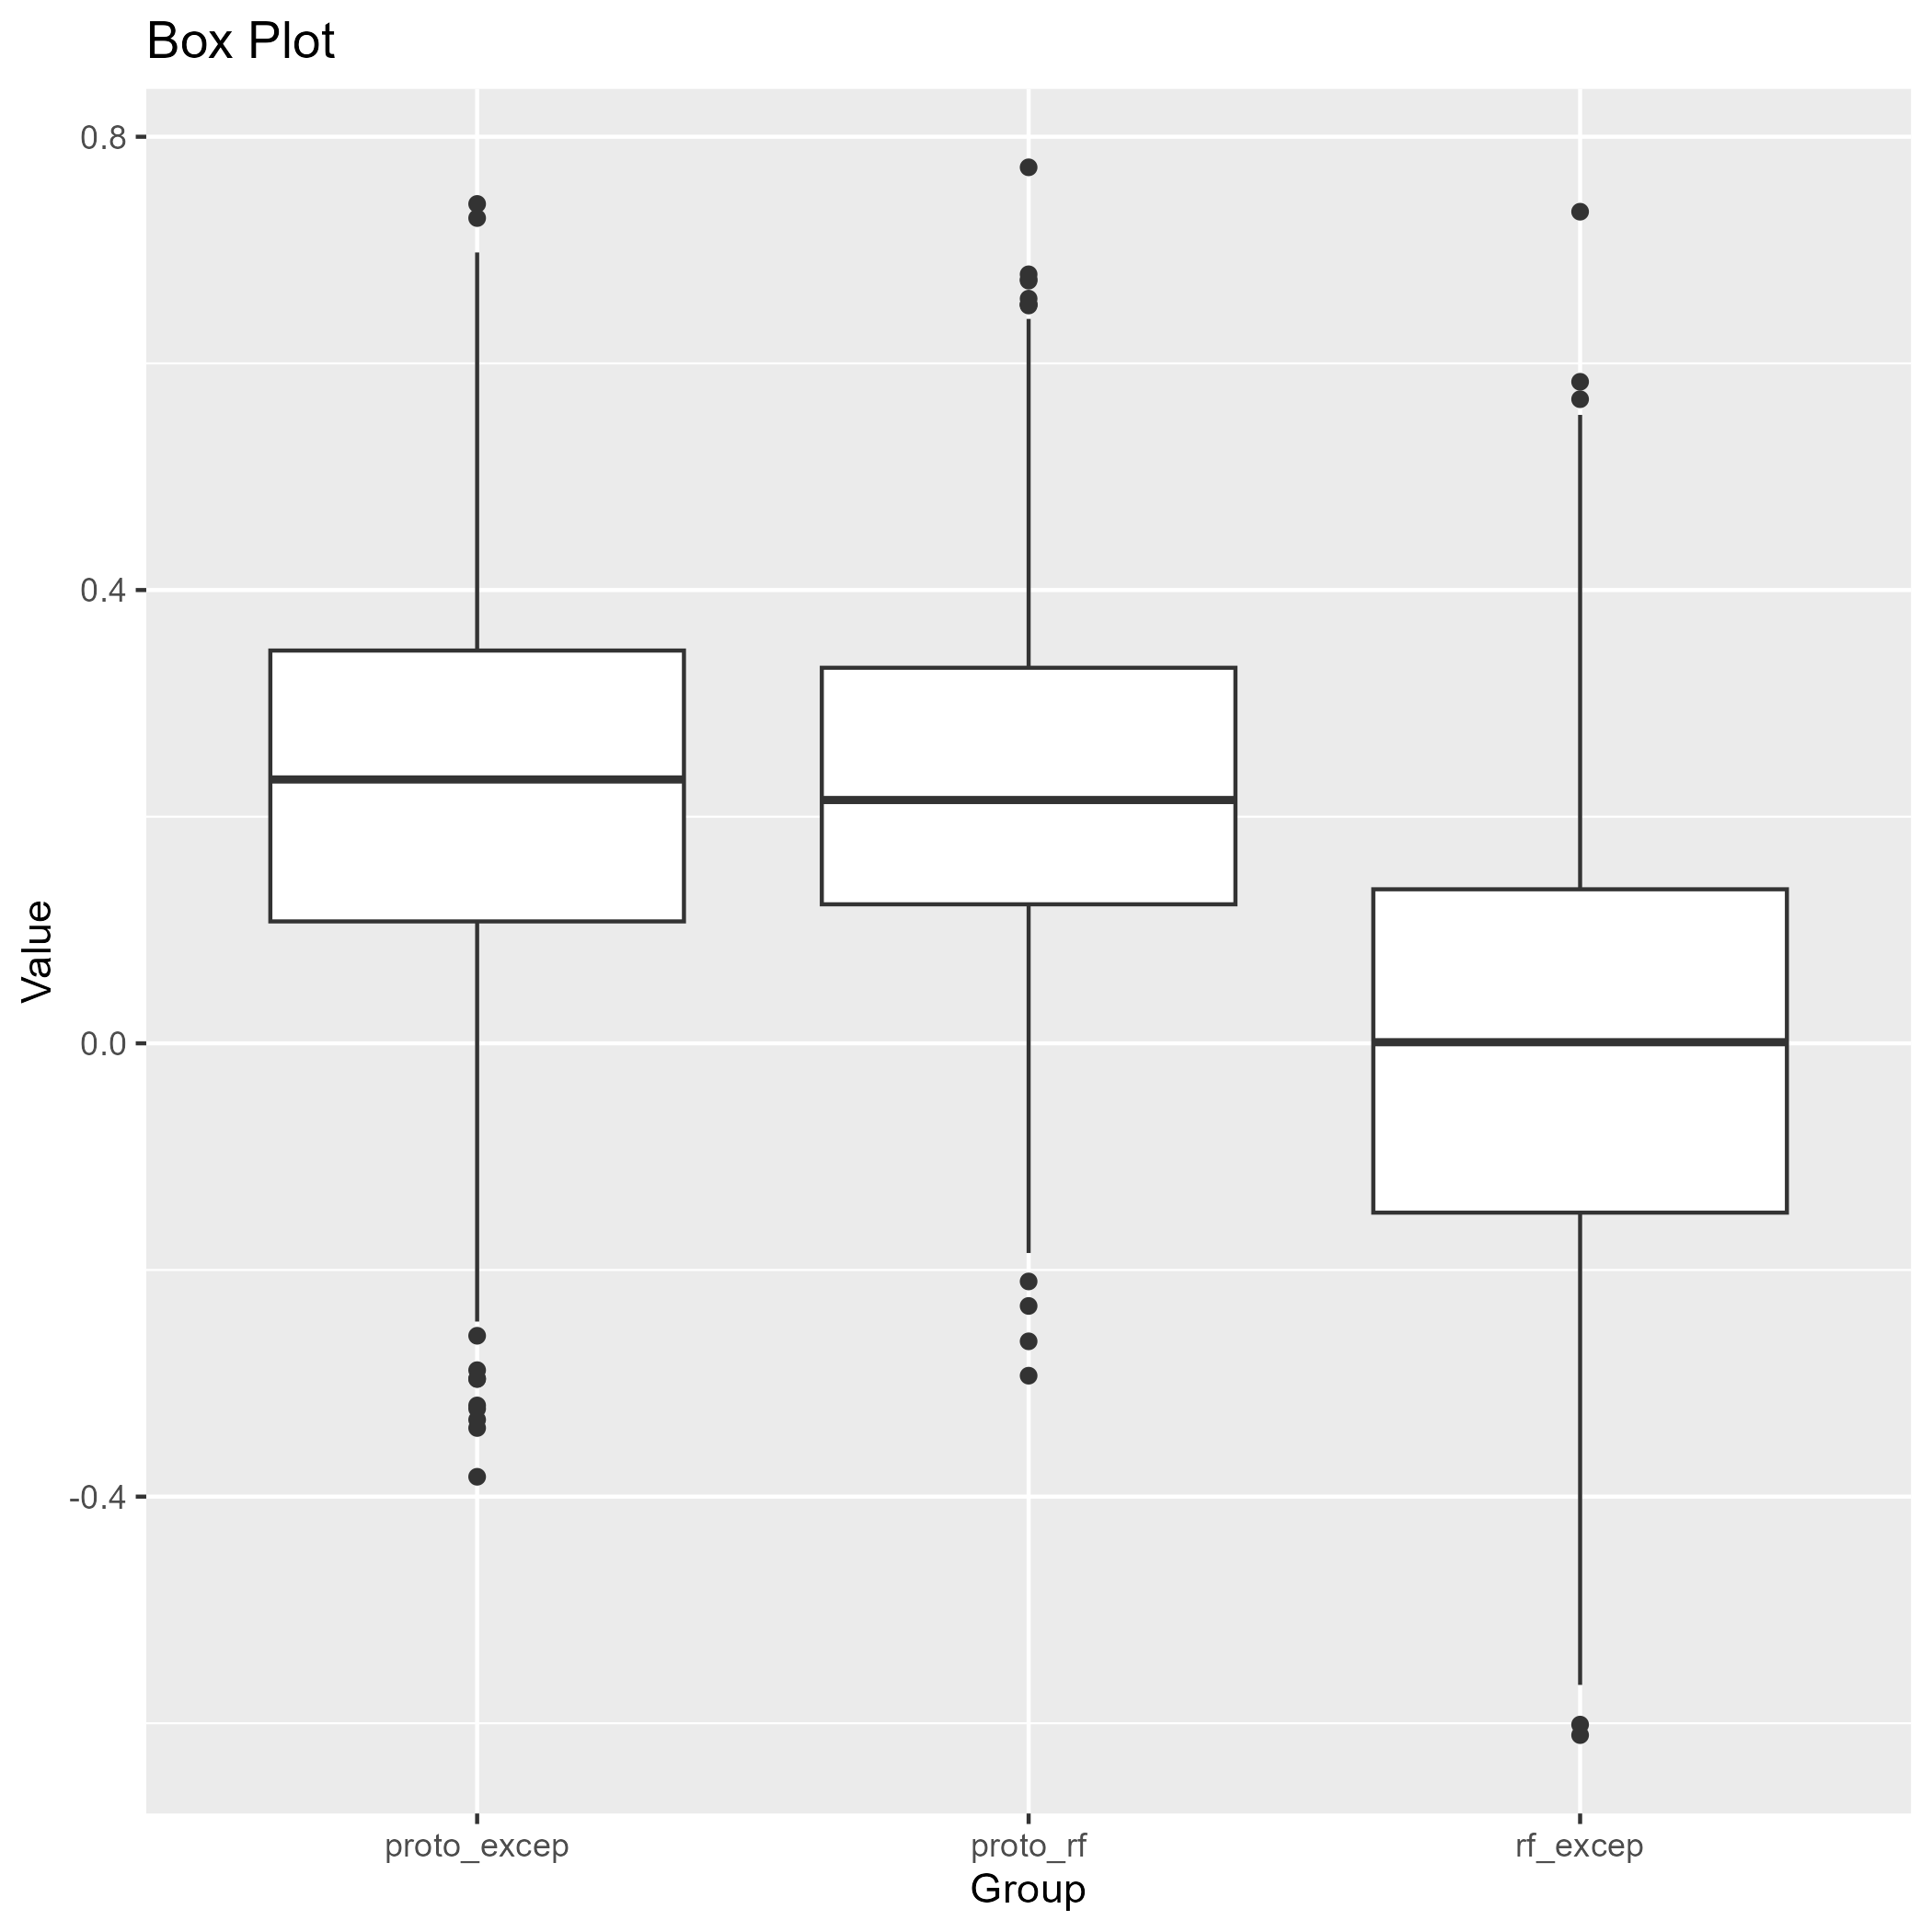 Box Plot
0.8
0.4
0.0
-0.4
Value
proto_excep
proto_rf
rf_excep
Group